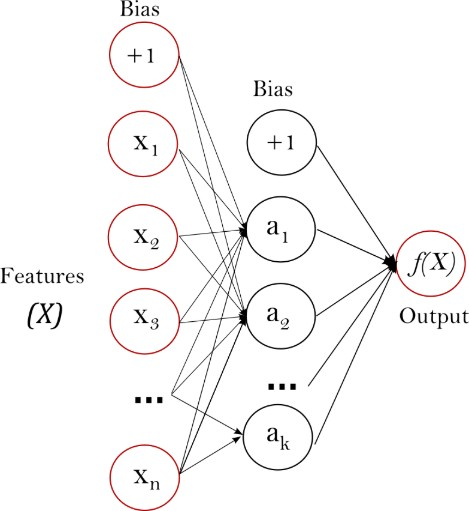 Bias
+1
x₁
x₂
x₃
...
xₙ
Features
(X)
Bias
+1
a₁
a₂
...
aₖ
f(X)
Output